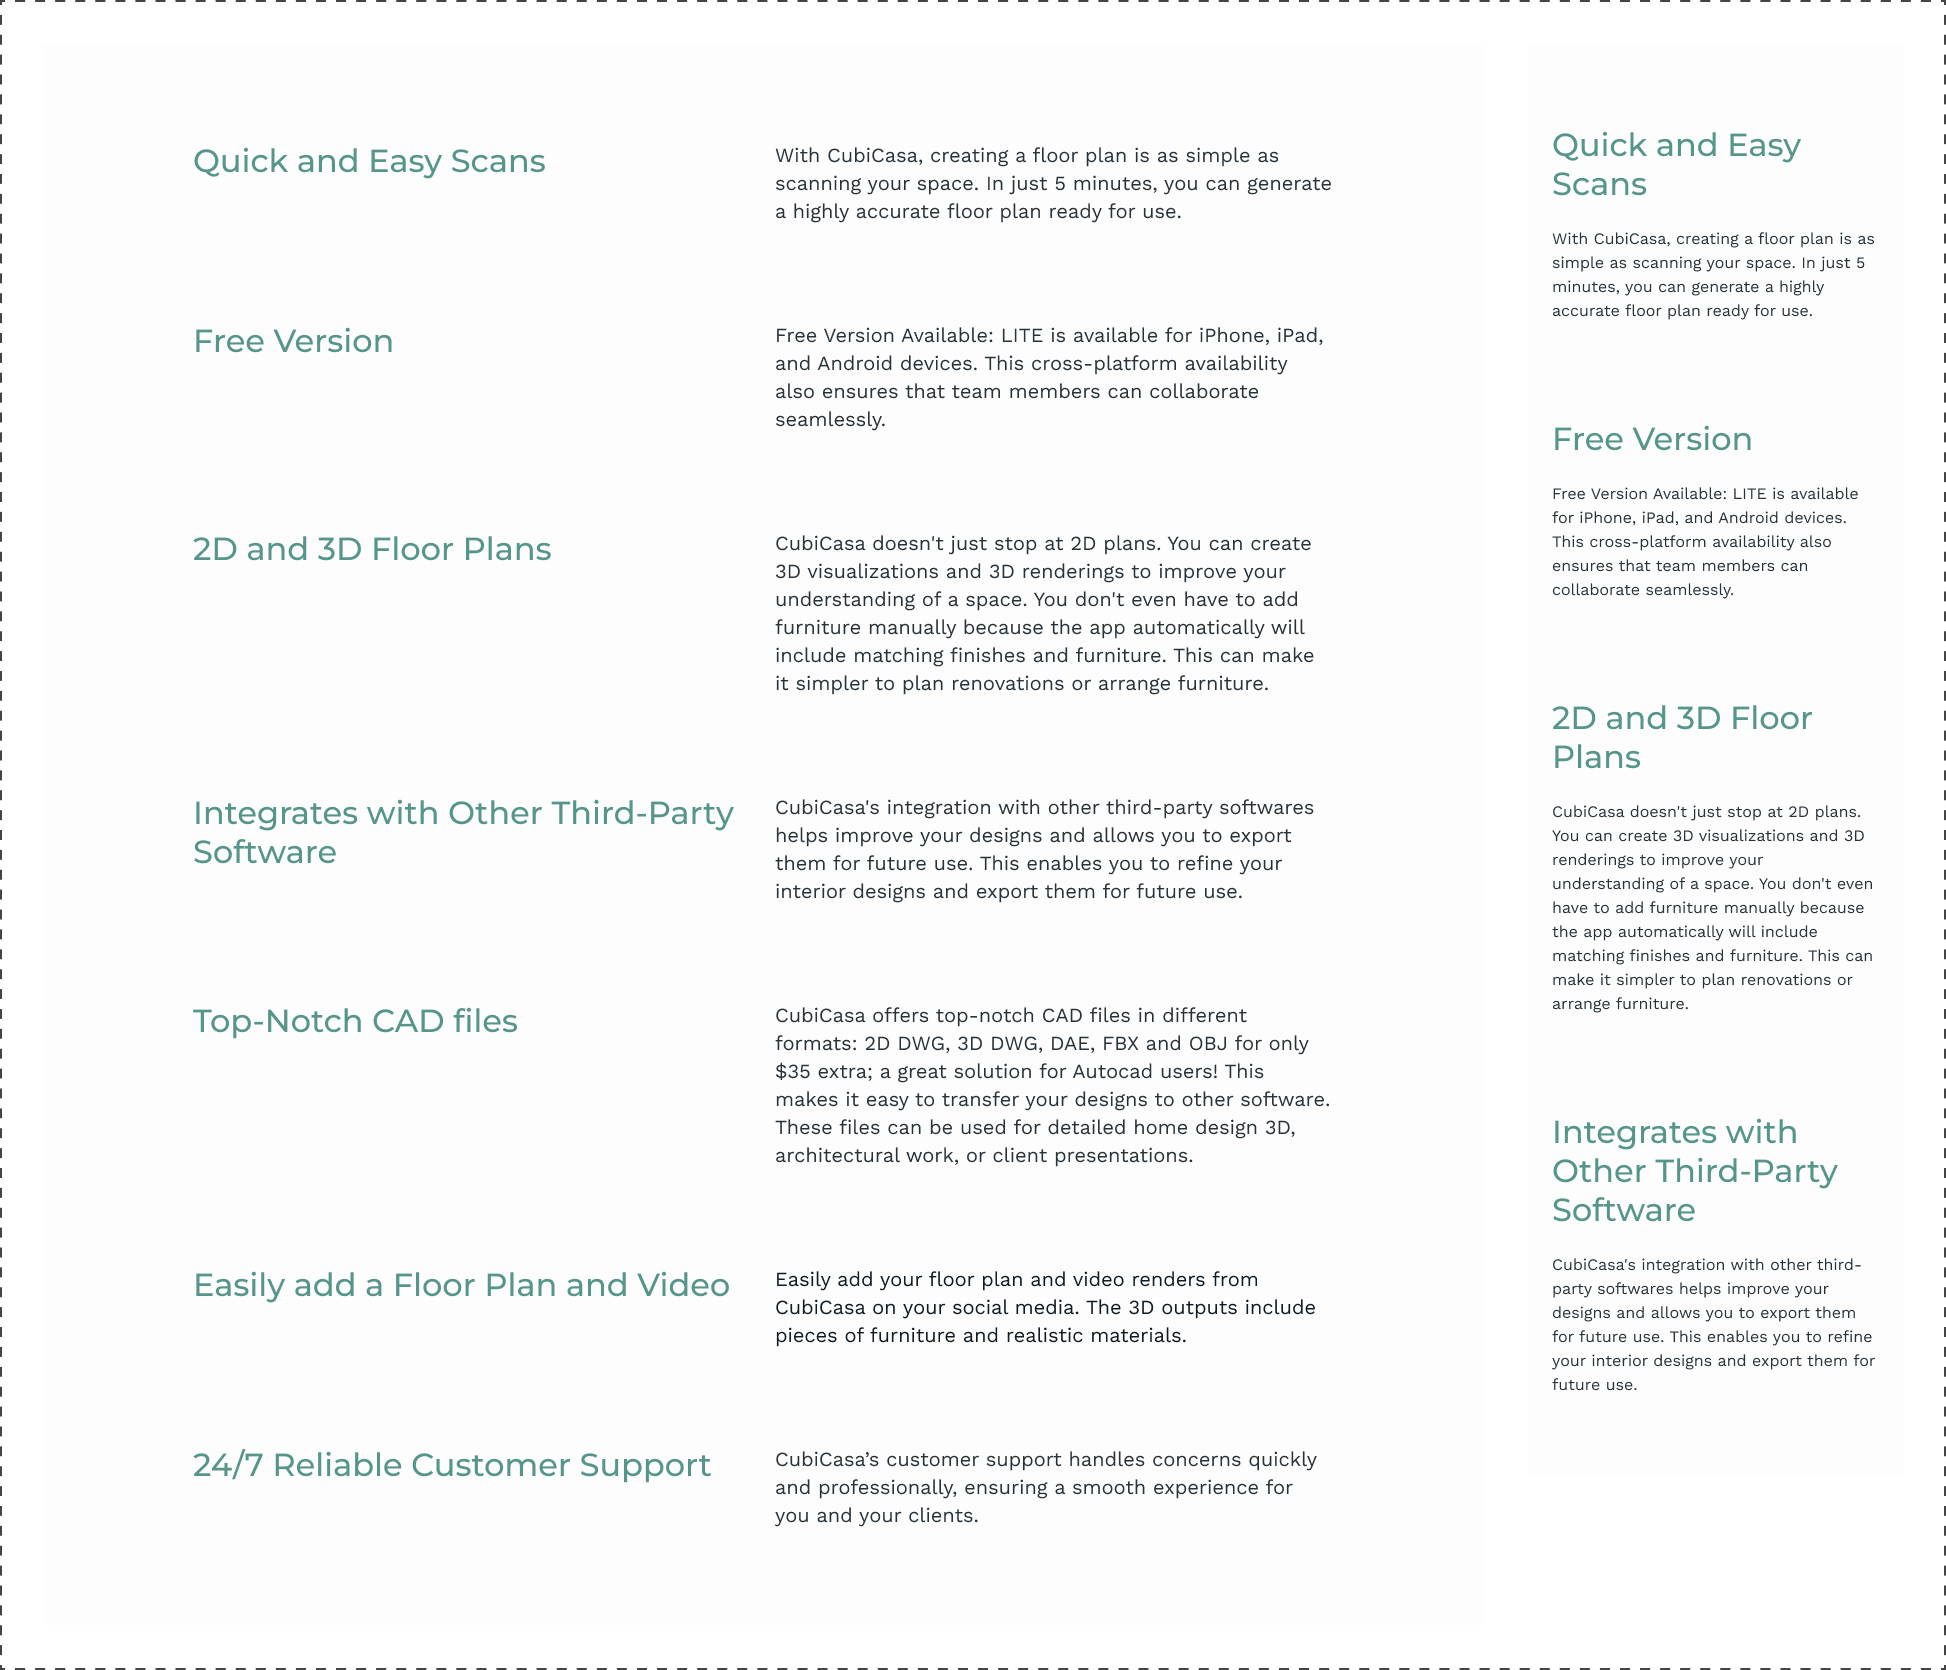 Quick and Easy Scans
With CubiCasa, creating a floor plan is as simple as
scanning your space. In just 5 minutes, you can generate
a highly accurate floor plan ready for use.
Free Version
Free Version Available: LITE is available for iPhone, iPad,
and Android devices. This cross-platform availability
also ensures that team members can collaborate
seamlessly.
2D and 3D Floor Plans
CubiCasa doesn't just stop at 2D plans. You can create
3D visualizations and 3D renderings to improve your
understanding of a space. You don't even have to add
furniture manually because the app automatically will
include matching finishes and furniture. This can make
it simpler to plan renovations or arrange furniture.
Integrates with Other Third-Party
Software
CubiCasa's integration with other third-party softwares
helps improve your designs and allows you to export
them for future use. This enables you to refine your
interior designs and export them for future use.
Top-Notch CAD files
CubiCasa offers top-notch CAD files in different
formats: 2D DWG, 3D DWG, DAE, FBX and OBJ for only
$35 extra; a great solution for Autocad users! This
makes it easy to transfer your designs to other software.
These files can be used for detailed home design 3D,
architectural work, or client presentations.
Easily add a Floor Plan and Video
Easily add your floor plan and video renders from
CubiCasa on your social media. The 3D outputs include
pieces of furniture and realistic materials.
24/7 Reliable Customer Support
CubiCasa’s customer support handles concerns quickly
and professionally, ensuring a smooth experience for
you and your clients.
Quick and Easy
Scans
With CubiCasa, creating a floor plan is as
simple as scanning your space. In just 5
minutes, you can generate a highly
accurate floor plan ready for use.
Free Version
Free Version Available: LITE is available
for iPhone, iPad, and Android devices.
This cross-platform availability also
ensures that team members can
collaborate seamlessly.
2D and 3D Floor
Plans
CubiCasa doesn't just stop at 2D plans.
You can create 3D visualizations and 3D
renderings to improve your
understanding of a space. You don't even
have to add furniture manually because
the app automatically will include
matching finishes and furniture. This can
make it simpler to plan renovations or
arrange furniture.
Integrates with
Other Third-Party
Software
CubiCasa's integration with other third-
party softwares helps improve your
designs and allows you to export them
for future use. This enables you to refine
your interior designs and export them for
future use.